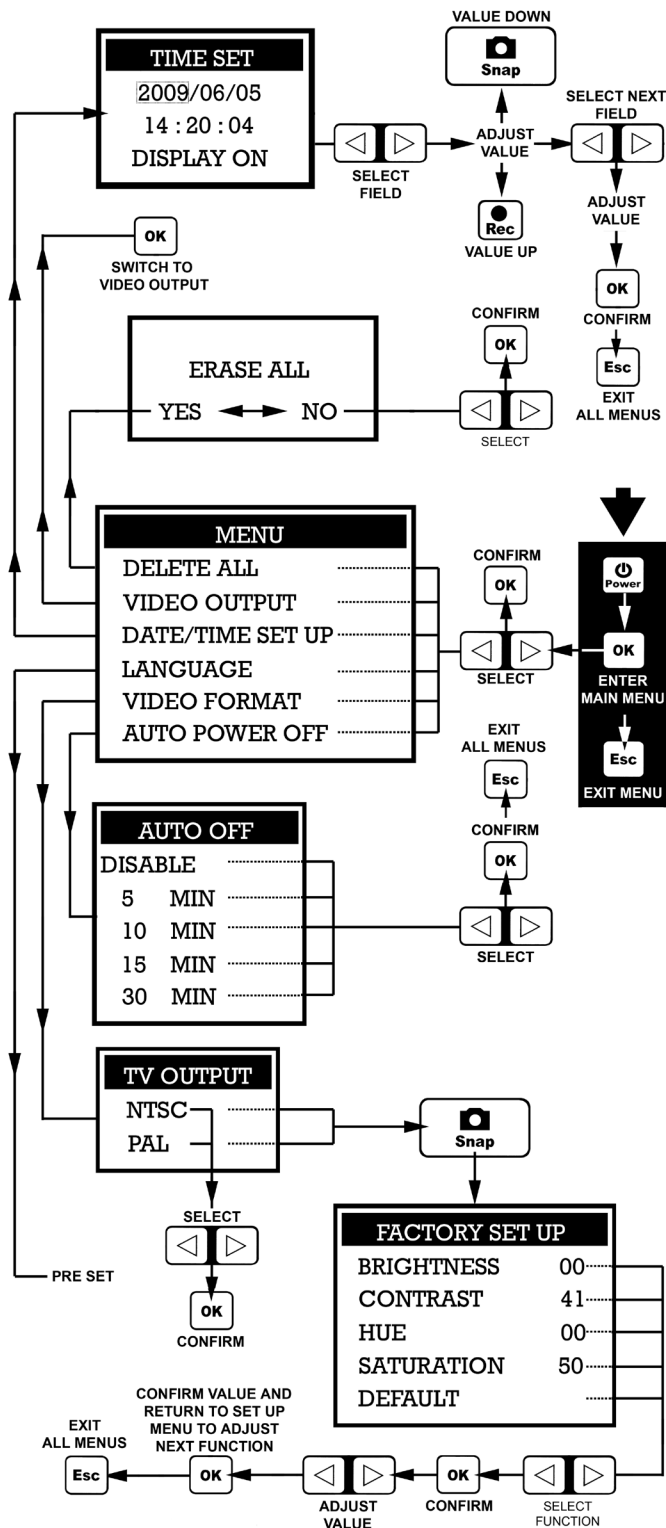 VALUE DOWN
Snap
TIME SET
2009/06/05
14 : 20 : 04
DISPLAY ON
SELECT
FIELD
ADJUST
VALUE
SELECT NEXT
FIELD
Rec
VALUE UP
ADJUST
VALUE
OK
CONFIRM
Esc
EXIT
ALL MENUS
OK
SWITCH TO
VIDEO OUTPUT
ERASE ALL
YES NO
CONFIRM
OK
SELECT
MENU
DELETE ALL
VIDEO OUTPUT
DATE/TIME SET UP
LANGUAGE
VIDEO FORMAT
AUTO POWER OFF
CONFIRM
OK
SELECT
Power
OK
ENTER
MAIN MENU
Esc
EXIT MENU
EXIT
ALL MENUS
Esc
CONFIRM
OK
SELECT
AUTO OFF
DISABLE
5 MIN
10 MIN
15 MIN
30 MIN
TV OUTPUT
NTSC
PAL
Snap
SELECT
OK
CONFIRM
PRE SET
FACTORY SET UP
BRIGHTNESS 00
CONTRAST 41
HUE 00
SATURATION 50
DEFAULT
EXIT
ALL MENUS
Esc
CONFIRM VALUE AND
RETURN TO SET UP
MENU TO ADJUST
NEXT FUNCTION
OK
ADJUST
VALUE
OK
CONFIRM
SELECT
FUNCTION